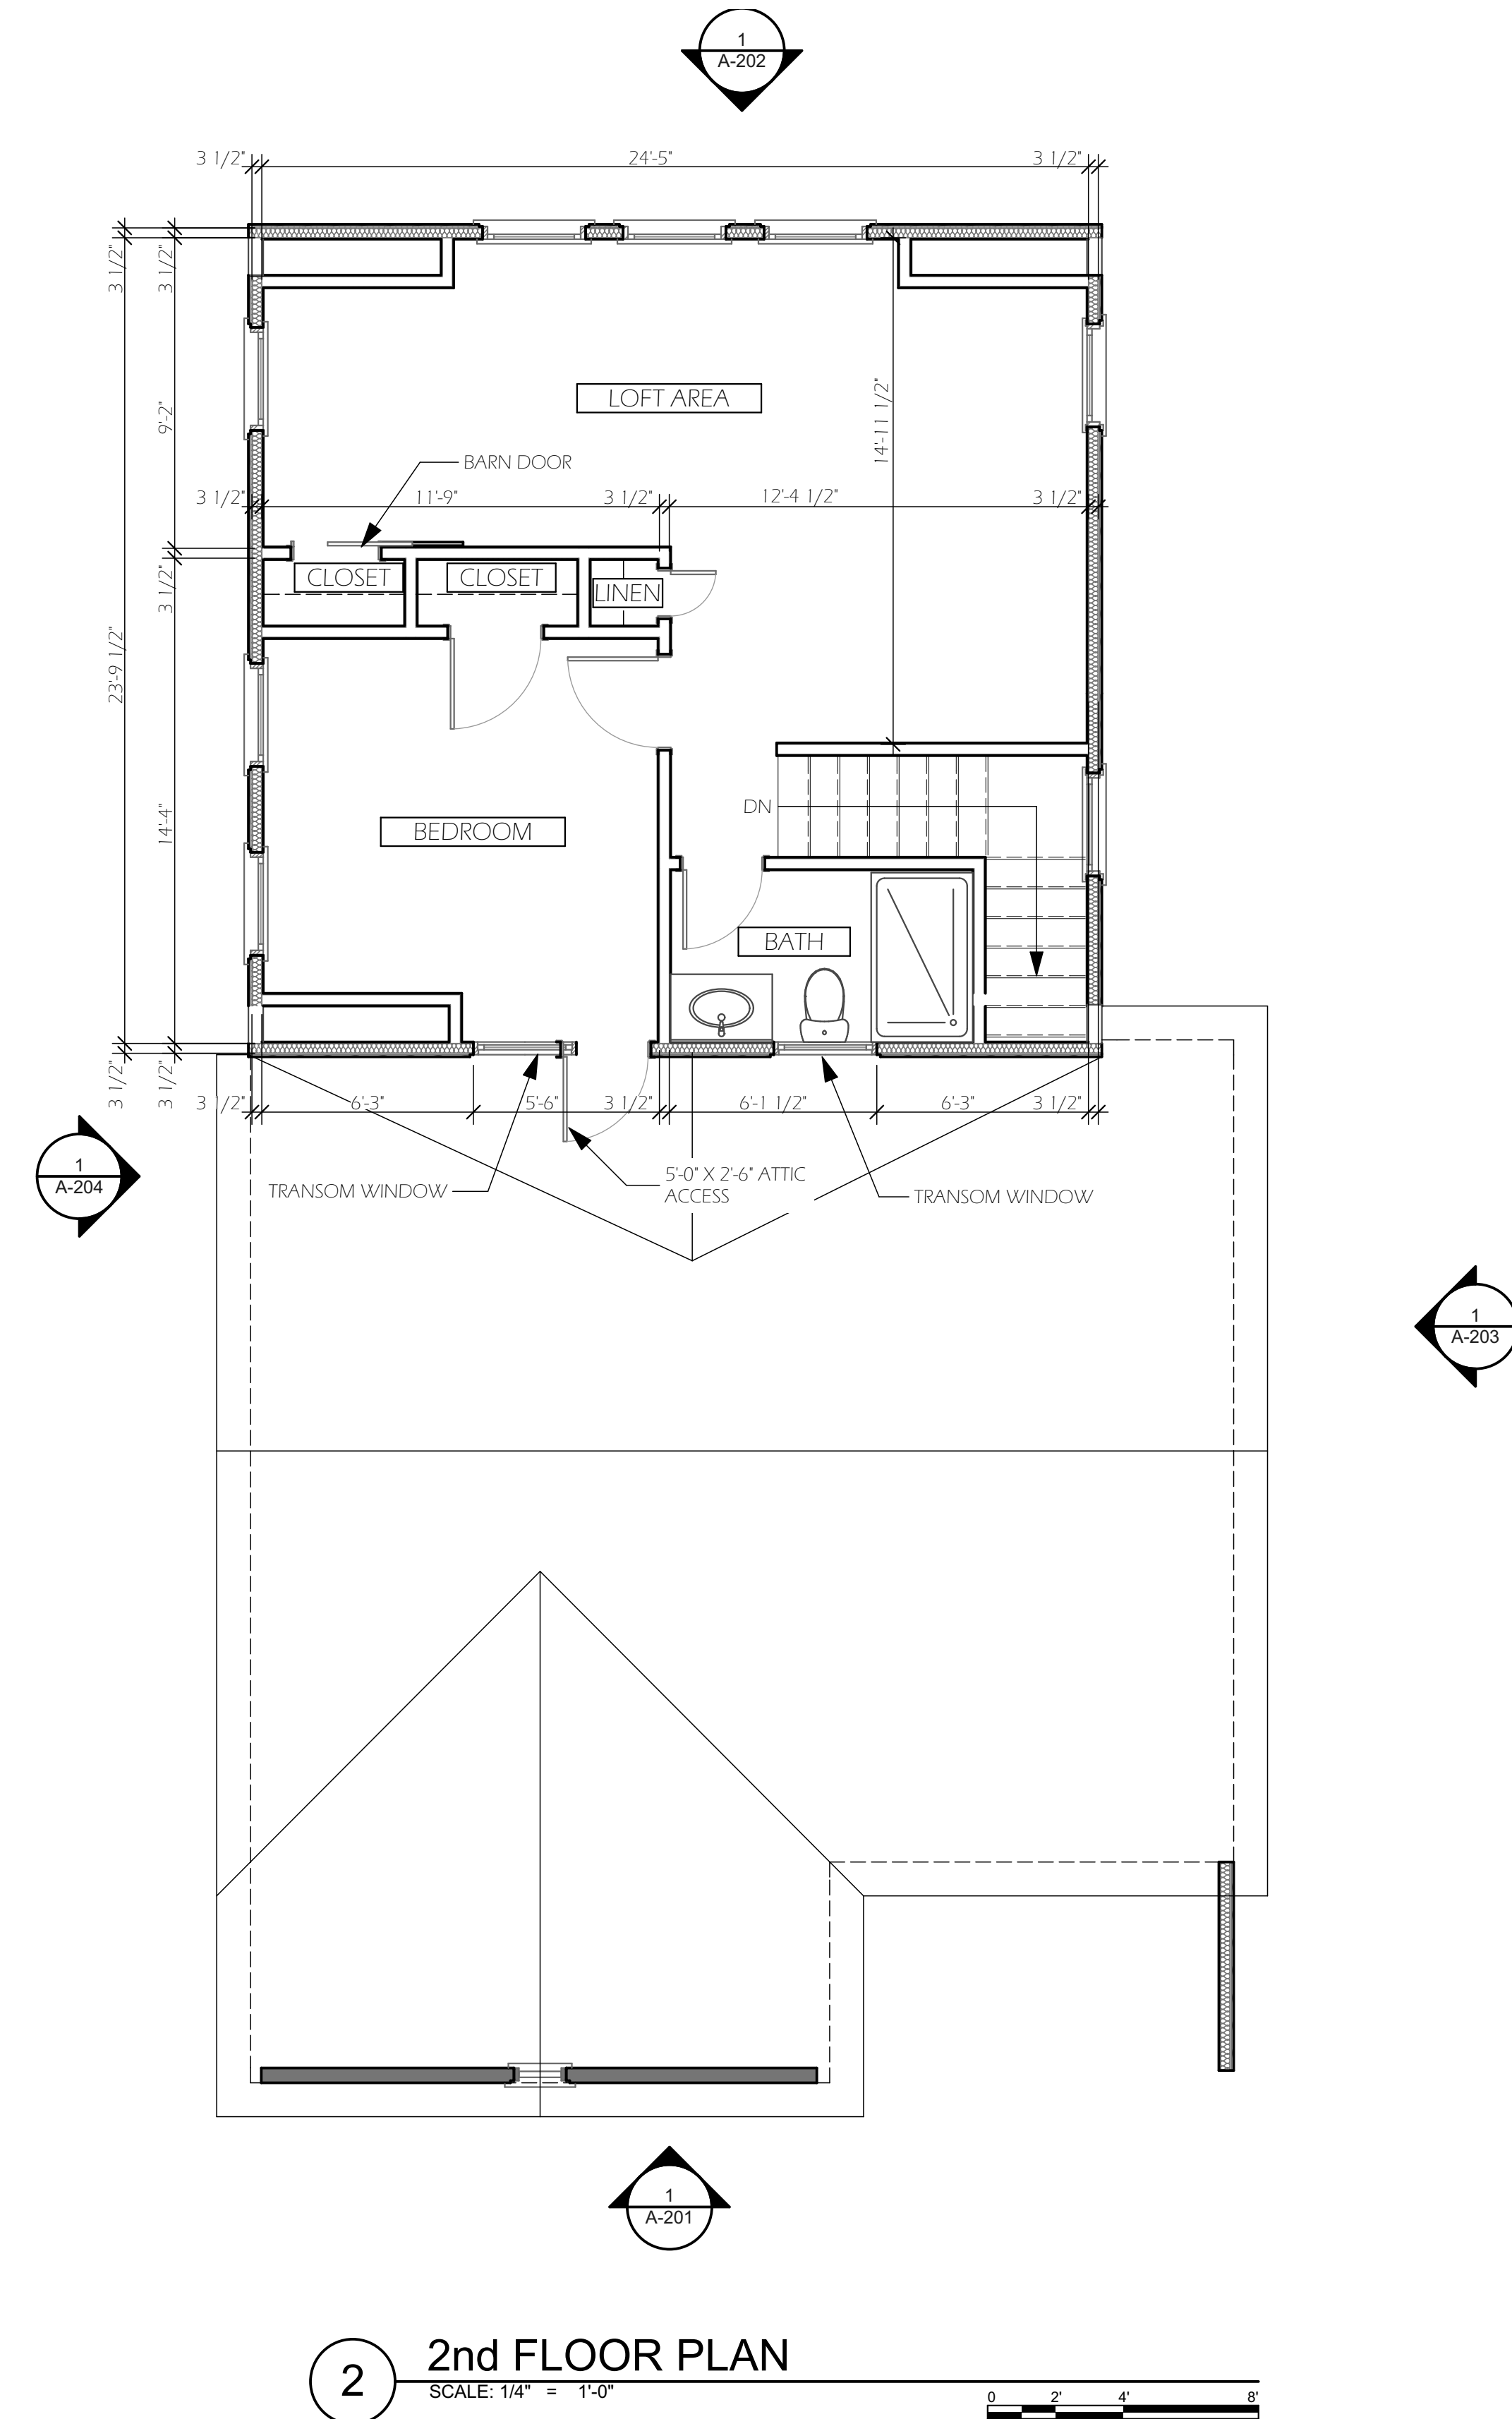 1
A-202
3 1/2"
24'-5"
3 1/2"
3 1/2"
3 1/2"
LOFT AREA
14'-11 1/2"
9'-2"
BARN DOOR
3 1/2"
11'-9"
3 1/2"
12'-4 1/2"
3 1/2"
CLOSET
CLOSET
LINEN
3 1/2"
23'-9 1/2"
14'-4"
DN
BEDROOM
BATH
3 1/2"
3 1/2"
3 1/2"
6'-3"
5'-6"
3 1/2"
6'-1 1/2"
6'-3"
3 1/2"
1
A-204
TRANSOM WINDOW
5'-0" X 2'-6" ATTIC
ACCESS
TRANSOM WINDOW
1
A-203
1
A-201
2
2nd FLOOR PLAN
SCALE: 1/4" = 1'-0"
0 2' 4' 8'